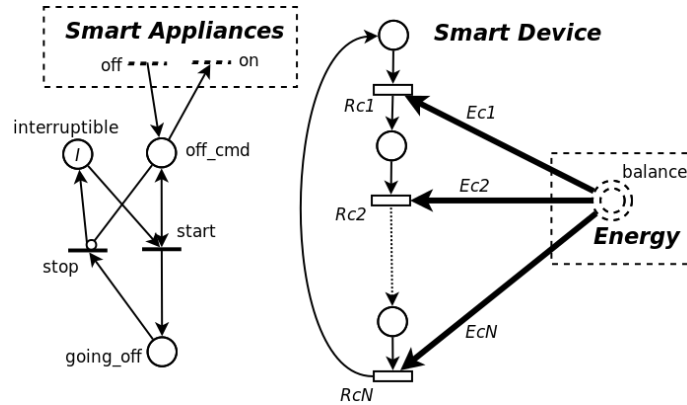 Smart Appliances
off
on
interruptible
I
off_cmd
start
stop
going_off
Smart Device
Rc1
Ec1
balance
Rc2
Ec2
Energy
EcN
RcN